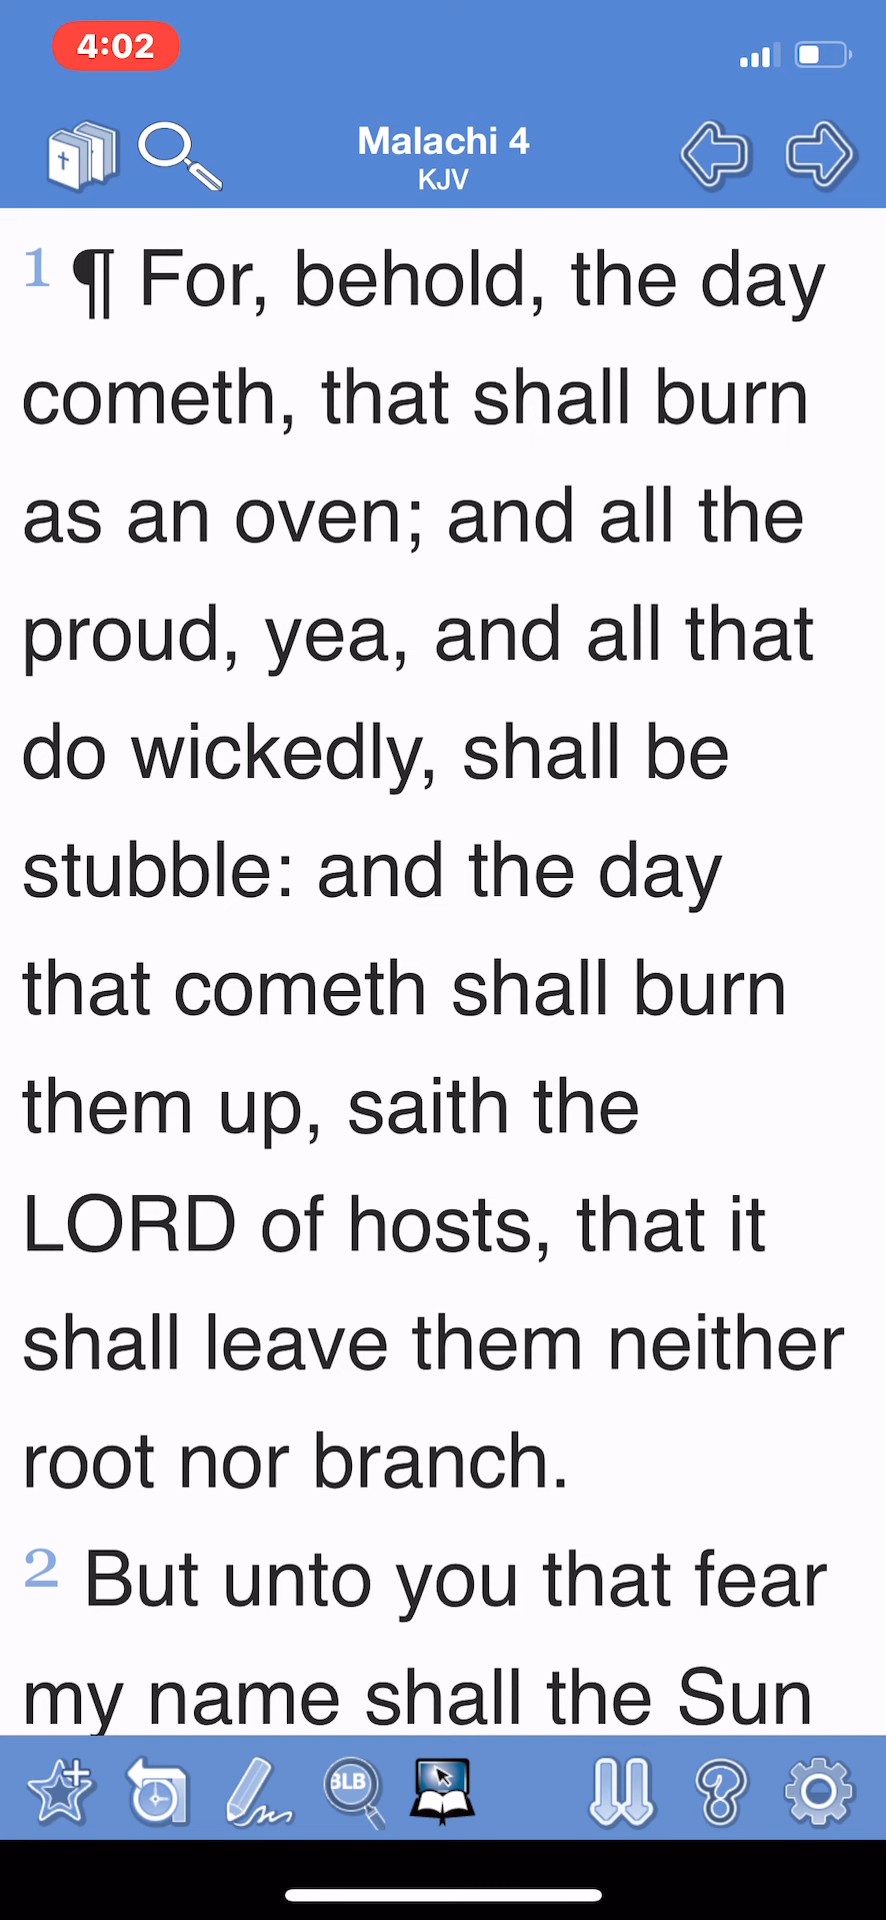 4:02
Malachi 4
KJV
1 ¶ For, behold, the day
cometh, that shall burn
as an oven; and all the
proud, yea, and all that
do wickedly, shall be
stubble: and the day
that cometh shall burn
them up, saith the
LORD of hosts, that it
shall leave them neither
root nor branch.
2 But unto you that fear
my name shall the Sun
BLB